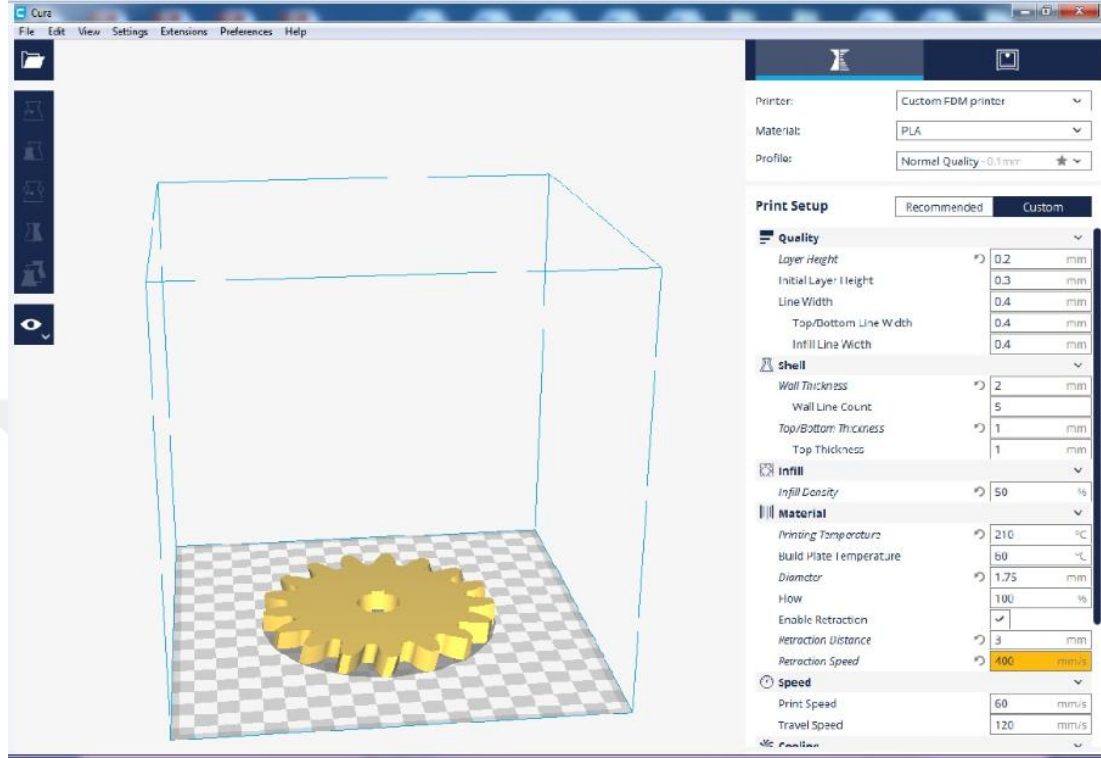 Cura
File Edit View Settings Extensions Preferences Help
Printer: Custom FDM printer
Material: PLA
Profile: Normal Quality - 0.1mm
Print Setup Recommended Custom
Quality
Layer Height 0.2 mm
Initial Layer Height 0.3 mm
Line Width 0.4 mm
Top/Bottom Line Width 0.4 mm
Infill Line Width 0.4 mm
Shell
Wall Thickness 2 mm
Wall Line Count 5
Top/Bottom Thickness 1 mm
Top Thickness 1 mm
Infill
Infill Density 50 %
Material
Printing Temperature 210 °C
Build Plate Temperature 60 °C
Diameter 1.75 mm
Flow 100 %
Enable Retraction
Retraction Distance 3 mm
Retraction Speed 400 mm/s
Speed
Print Speed 60 mm/s
Travel Speed 120 mm/s
Cooling